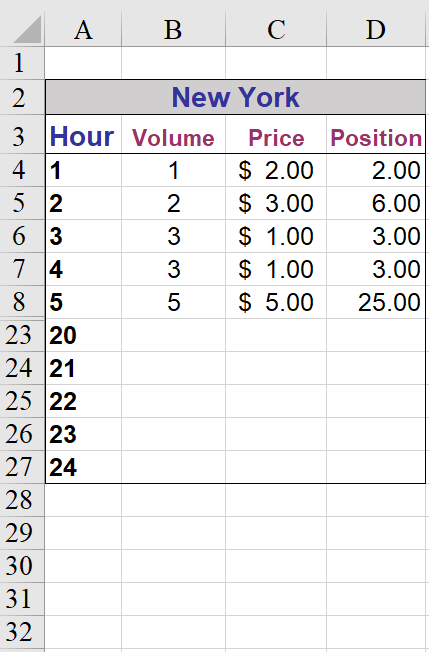 A B C D
1
2 New York
3 Hour Volume Price Position
4 1 1 $ 2.00 2.00
5 2 2 $ 3.00 6.00
6 3 3 $ 1.00 3.00
7 4 3 $ 1.00 3.00
8 5 5 $ 5.00 25.00
23 20
24 21
25 22
26 23
27 24
28
29
30
31
32